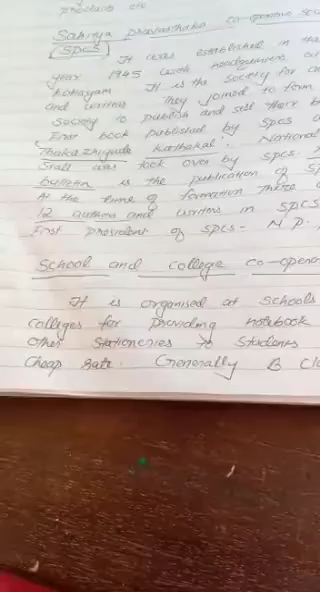 products etc
Sahitya pravarthaka co-operative
[SPCS]
It was established in the
year 1945 with headquarters at
kottayam It is the society for
and writers They joined to form
society to publish and sell there
First book published by SPCS
'Thakazhiyude Kathakal'. National
Stall was took over by SPCS.
bulletin is the publication of
At the time of formation There
12 authors and writers in SPCS
First president of SPCS - M P.
School and college co-opera
It is organised at schools
colleges for providing notebook
other stationeries to students
cheap rate. Generally B